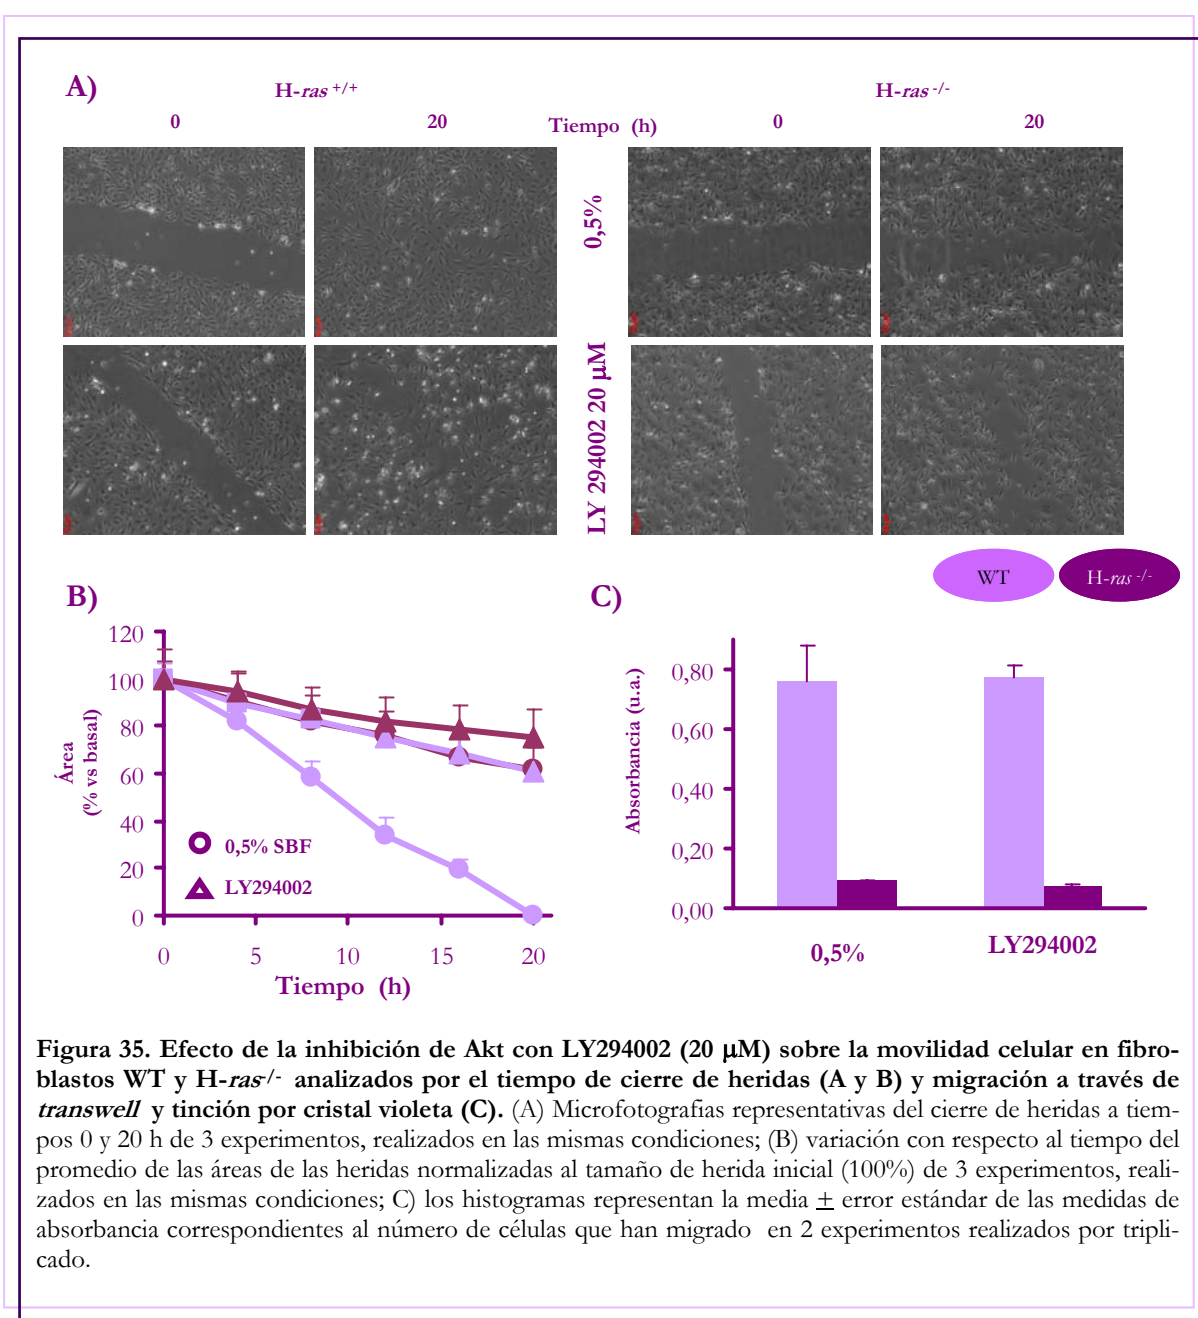 A)
H-ras +/+
H-ras -/-
0
20
Tiempo (h)
0
20
0,5%
LY 294002 20 µM
WT
H-ras -/-
B)
C)
120
100
80
60
40
20
0
Área
(% vs basal)
0,5% SBF
LY294002
0
5
10
15
20
Tiempo (h)
0,80
0,60
0,40
0,20
0,00
Absorbancia (u.a.)
0,5%
LY294002
Figura 35. Efecto de la inhibición de Akt con LY294002 (20 µM) sobre la movilidad celular en fibro-
blastos WT y H-ras-/- analizados por el tiempo de cierre de heridas (A y B) y migración a través de
transwell y tinción por cristal violeta (C). (A) Microfotografias representativas del cierre de heridas a tiem-
pos 0 y 20 h de 3 experimentos, realizados en las mismas condiciones; (B) variación con respecto al tiempo del
promedio de las áreas de las heridas normalizadas al tamaño de herida inicial (100%) de 3 experimentos, reali-
zados en las mismas condiciones; C) los histogramas representan la media ± error estándar de las medidas de
absorbancia correspondientes al número de células que han migrado en 2 experimentos realizados por tripli-
cado.